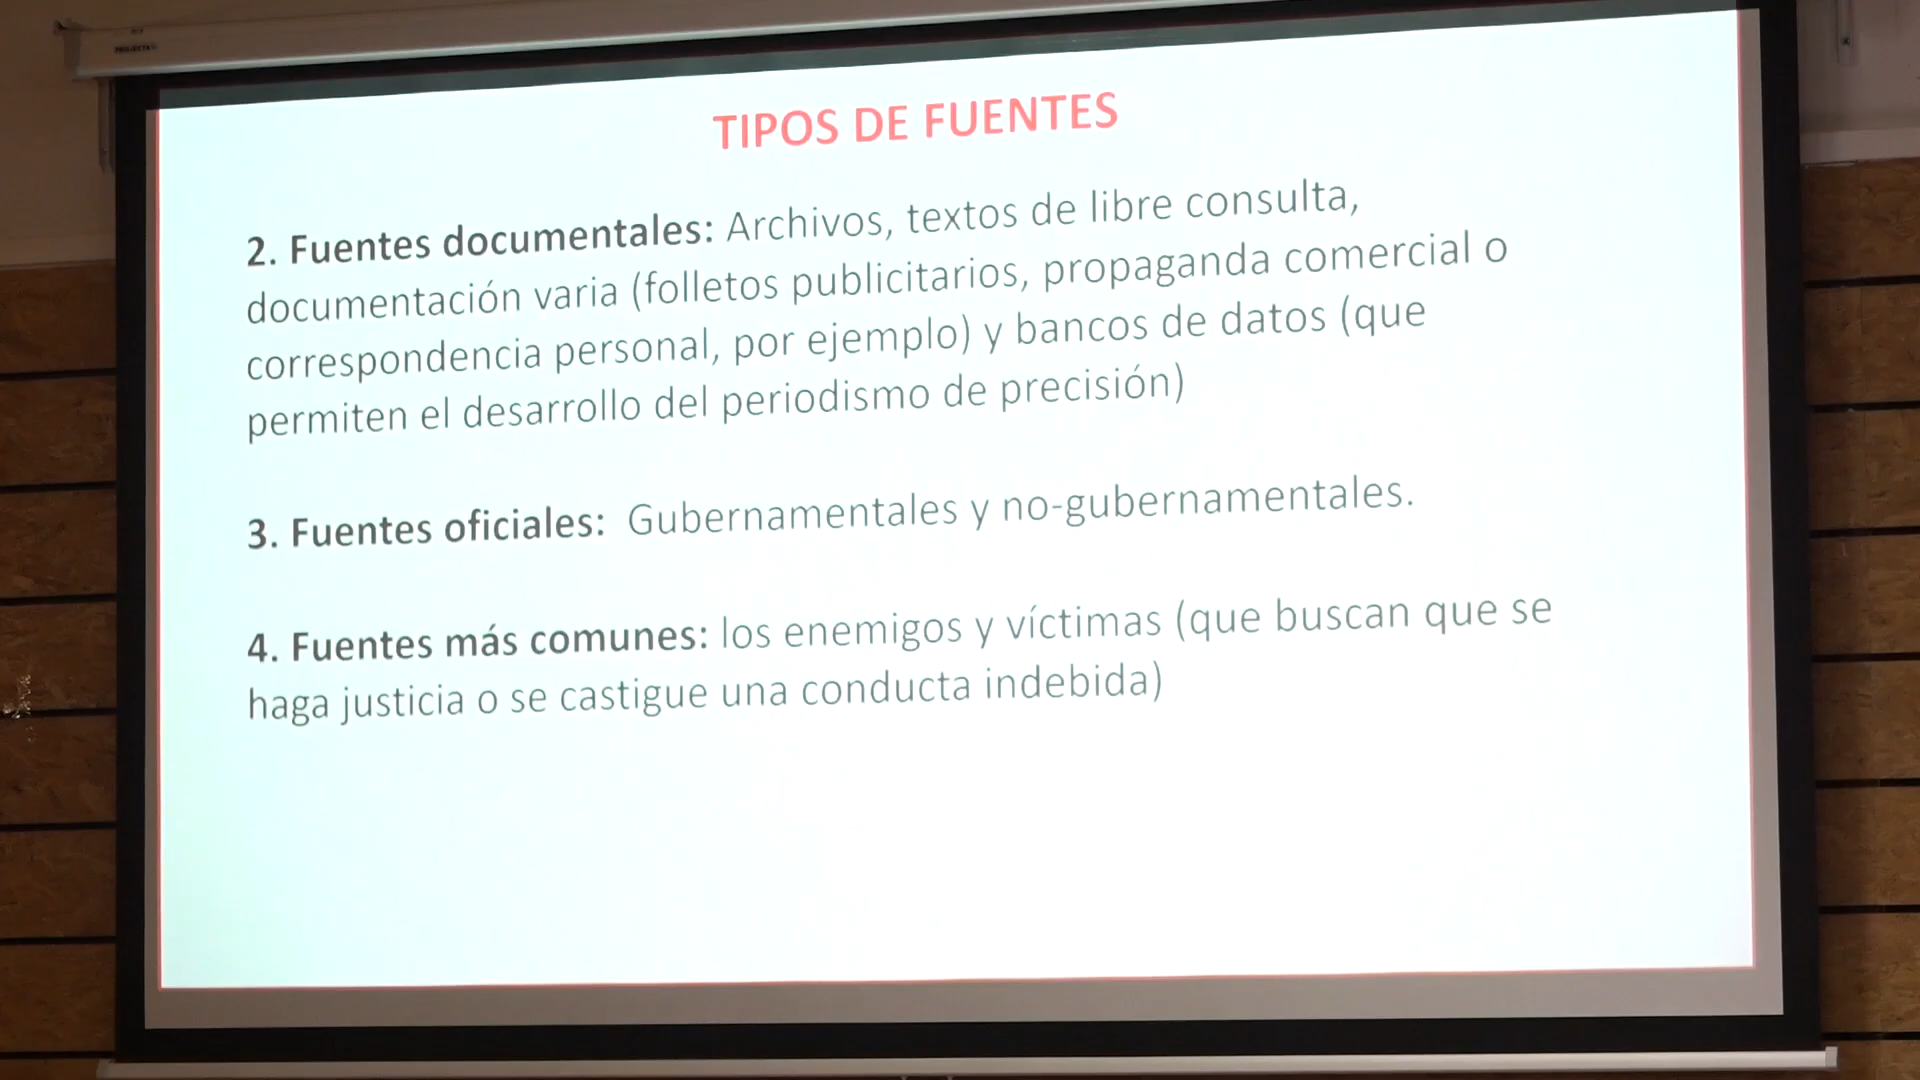 PROJECTA
TIPOS DE FUENTES
2. Fuentes documentales: Archivos, textos de libre consulta,
documentación varia (folletos publicitarios, propaganda comercial o
correspondencia personal, por ejemplo) y bancos de datos (que
permiten el desarrollo del periodismo de precisión)
3. Fuentes oficiales: Gubernamentales y no-gubernamentales.
4. Fuentes más comunes: los enemigos y víctimas (que buscan que se
haga justicia o se castigue una conducta indebida)